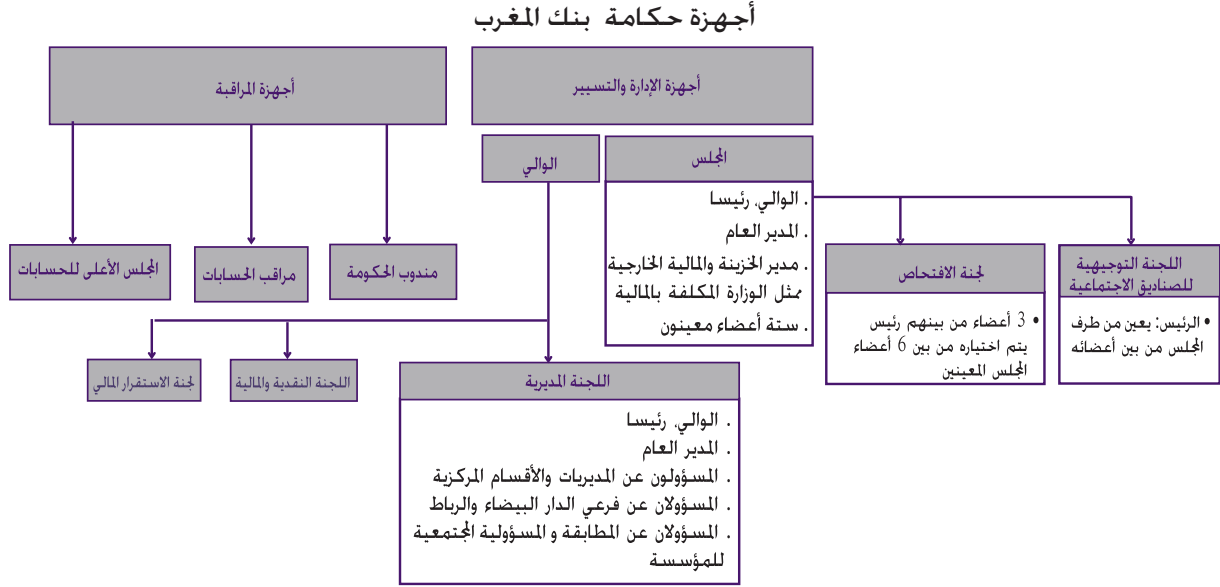 أجهزة حكامة بنك المغرب
أجهزة الإدارة والتسيير
أجهزة المراقبة
المجلس
. الوالي، رئيسا
. المدير العام
. مدير الخزينة والمالية الخارجية
ممثل الوزارة المكلفة بالمالية
. ستة أعضاء معينون
الوالي
اللجنة التوجيهية
للصناديق الاجتماعية
• الرئيس: يعين من طرف
المجلس من بين أعضائه
لجنة الافتحاص
• 3 أعضاء من بينهم رئيس
يتم اختياره من بين 6 أعضاء
المجلس المعينين
مندوب الحكومة
مراقب الحسابات
المجلس الأعلى للحسابات
اللجنة المديرية
. الوالي، رئيسا
. المدير العام
. المسؤولون عن المديريات والأقسام المركزية
. المسؤولان عن فرعي الدار البيضاء والرباط
. المسؤولان عن المطابقة و المسؤولية المجتمعية
للمؤسسة
اللجنة النقدية والمالية
لجنة الاستقرار المالي